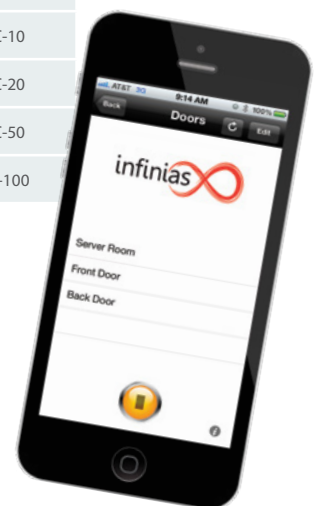 -10
-20
-50
-100
AT&T 3G 9:14 AM 100%
Back Doors Edit
infinias
Server Room
Front Door
Back Door